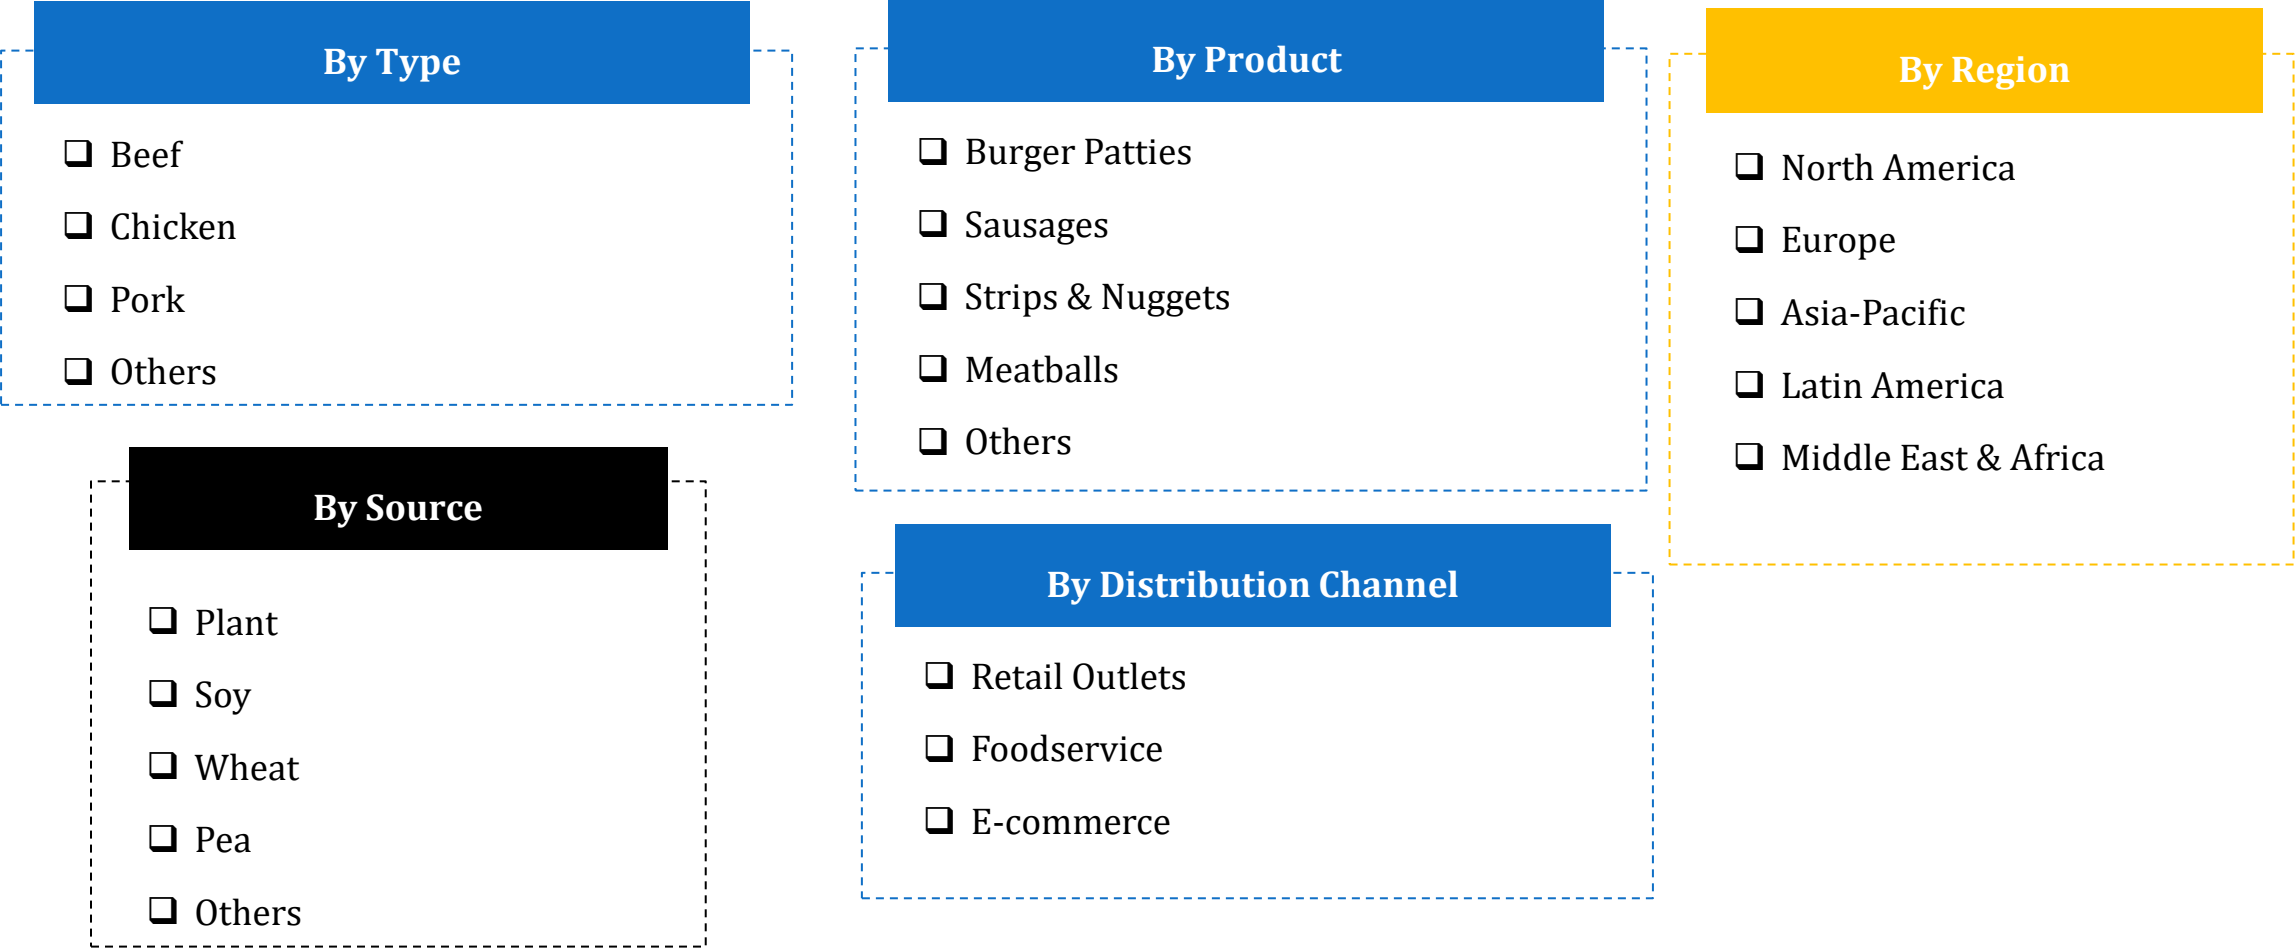 By Type
Beef
Chicken
Pork
Others
By Source
Plant
Soy
Wheat
Pea
Others
By Product
Burger Patties
Sausages
Strips & Nuggets
Meatballs
Others
By Distribution Channel
Retail Outlets
Foodservice
E-commerce
By Region
North America
Europe
Asia-Pacific
Latin America
Middle East & Africa